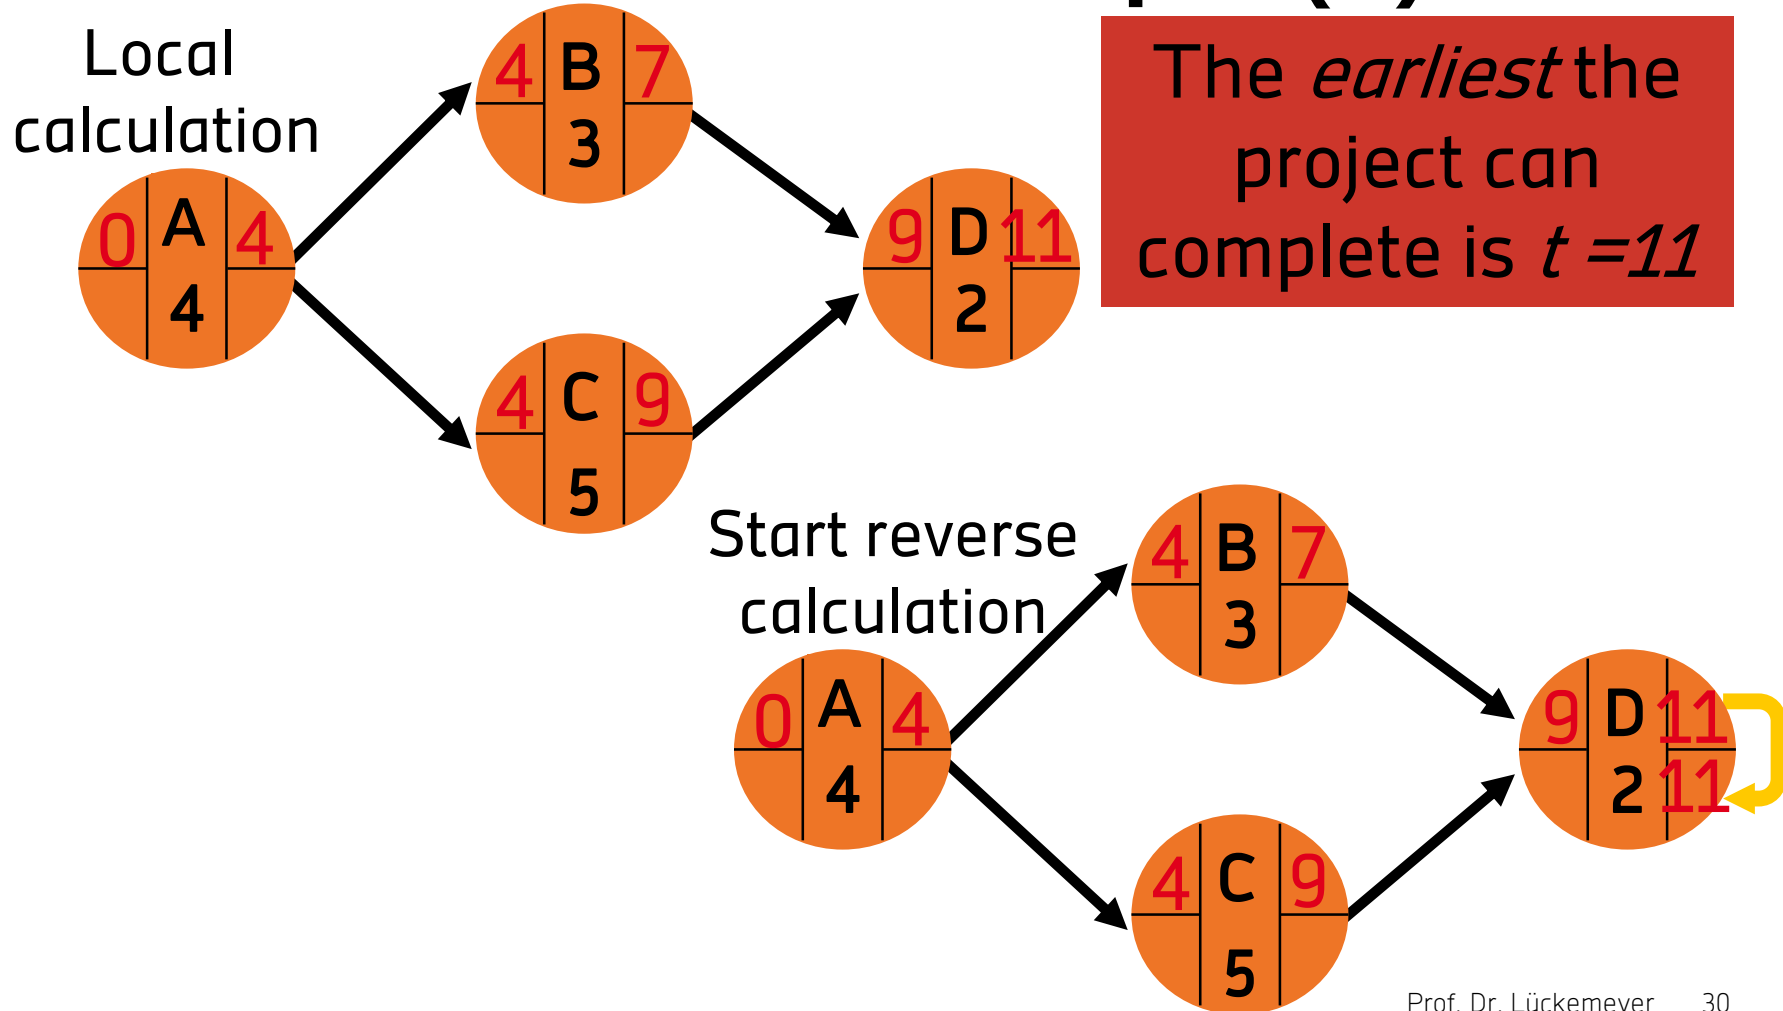 Local
calculation
The earliest the
project can
complete is t =11
4 B 7
3
0 A 4
4
9 D 11
2
4 C 9
5
Start reverse
calculation
4 B 7
3
0 A 4
4
9 D 11
2 11
4 C 9
5
Prof. Dr. Lückemeyer 30